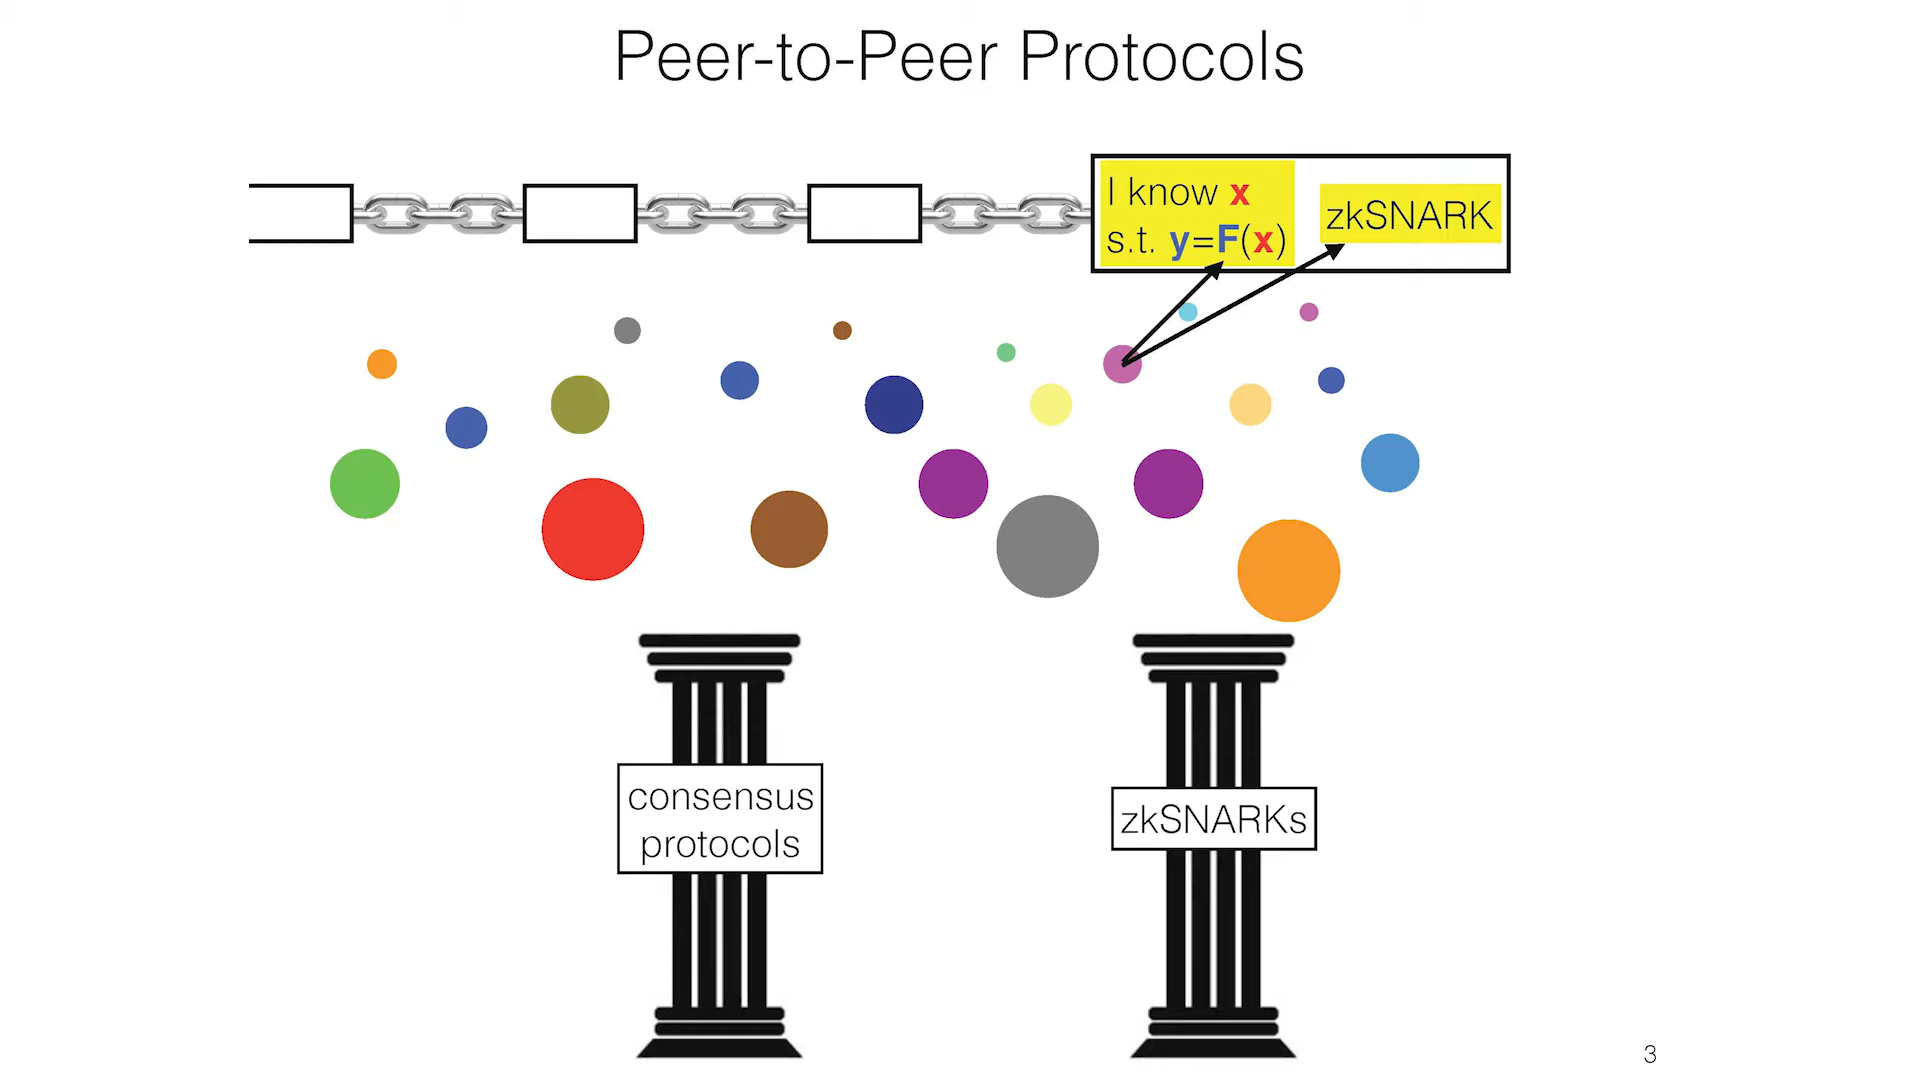 Peer-to-Peer Protocols
I know x
s.t. y=F(x)
zkSNARK
consensus
protocols
zkSNARKs
3